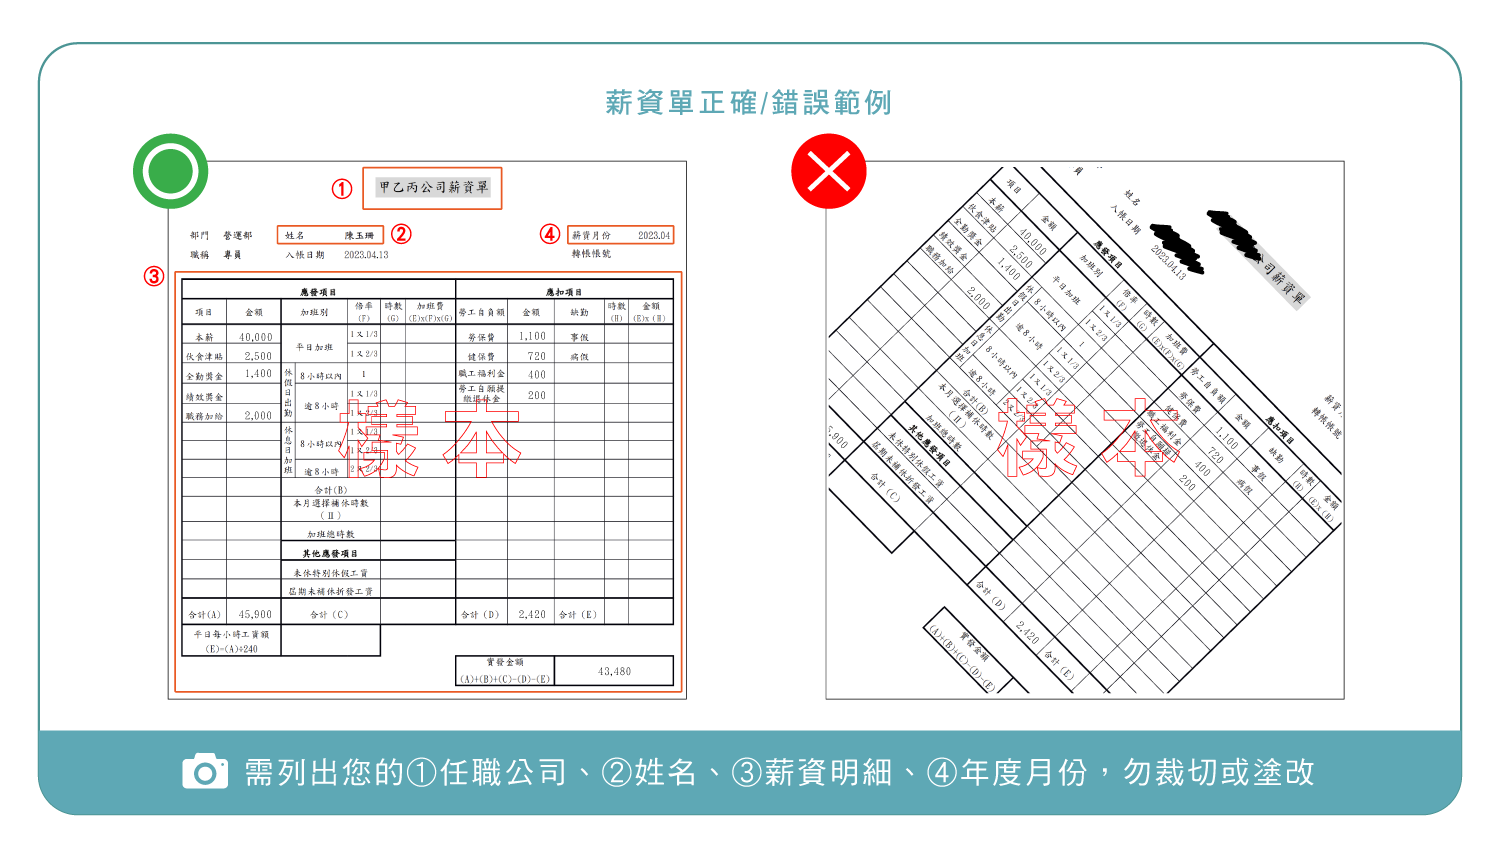 薪資單正確/錯誤範例
① 甲乙丙公司薪資單
部門 營運部 姓名 陳玉珊 ② ④ 薪資月份 2023.04
職稱 專員 入帳日期 2023.04.13 轉帳帳號
③
應發項目 應扣項目
項目 金額 加班別 倍率(F) 時數(G) 加班費(E)x(F)x(G) 勞工自負額 金額 缺勤 時數(H) 金額(E)x(H)
本薪 40,000 平日加班 1又1/3 勞保費 1,100 事假
伙食津貼 2,500 1又2/3 健保費 720 病假
全勤獎金 1,400 休假日出勤 8小時以內 1 職工福利金 400
績效獎金 逾8小時 1又1/3 勞工自願提繳退休金 200
職務加給 2,000 1又2/3
休息日加班 8小時以內 1又1/3
1又2/3
逾8小時 2又2/3
樣本
合計(B)
本月選擇補休時數
(H)
加班總時數
其他應發項目
未休特別休假工資
屆期未補休折發工資
合計(A) 45,900 合計(C) 合計(D) 2,420 合計(E)
平日每小時工資額
(E)=(A)÷240
實發金額
(A)+(B)+(C)-(D)-(E) 43,480
員
姓名
入帳日期 2023.04.13
司薪資單
薪資
轉帳帳號
應發項目 應扣項目
項目 金額 加班別 倍率(F) 時數(G) 加班費(E)x(F)x(G) 勞工自負額 金額 缺勤 時數(H) 金額(E)x(H)
本薪 40,000 平日加班 1又1/3 勞保費 1,100 事假
伙食津貼 2,500 1又2/3 健保費 720 病假
全勤獎金 1,400 休假日出勤 8小時以內 1 職工福利金 400
績效獎金 逾8小時 1又1/3 200
職務加給 2,000 1又2/3
休息日加班 8小時以內 1又1/3
逾8小時
樣本
合計(B)
本月選擇補休時數
(H)
加班總時數
其他應發項目
未休特別休假工資
屆期未補休折發工資
5,900 合計(C) 合計(D) 2,420 合計(E)
實發金額
(A)+(B)+(C)-(D)-(E)
需列出您的①任職公司、②姓名、③薪資明細、④年度月份，勿裁切或塗改